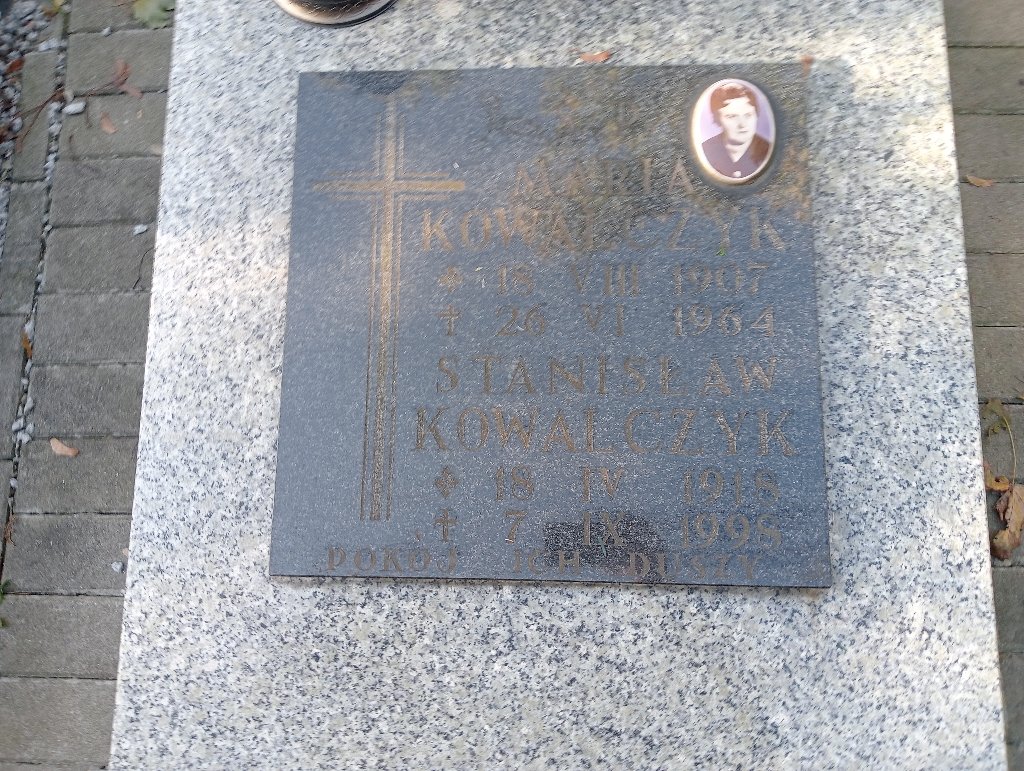 MARIA
KOWALCZYK
* 18 VIII 1907
† 26 VI 1964
STANISŁAW
KOWALCZYK
* 18 IV 1918
† 7 IX 1998
POKÓJ ICH DUSZY